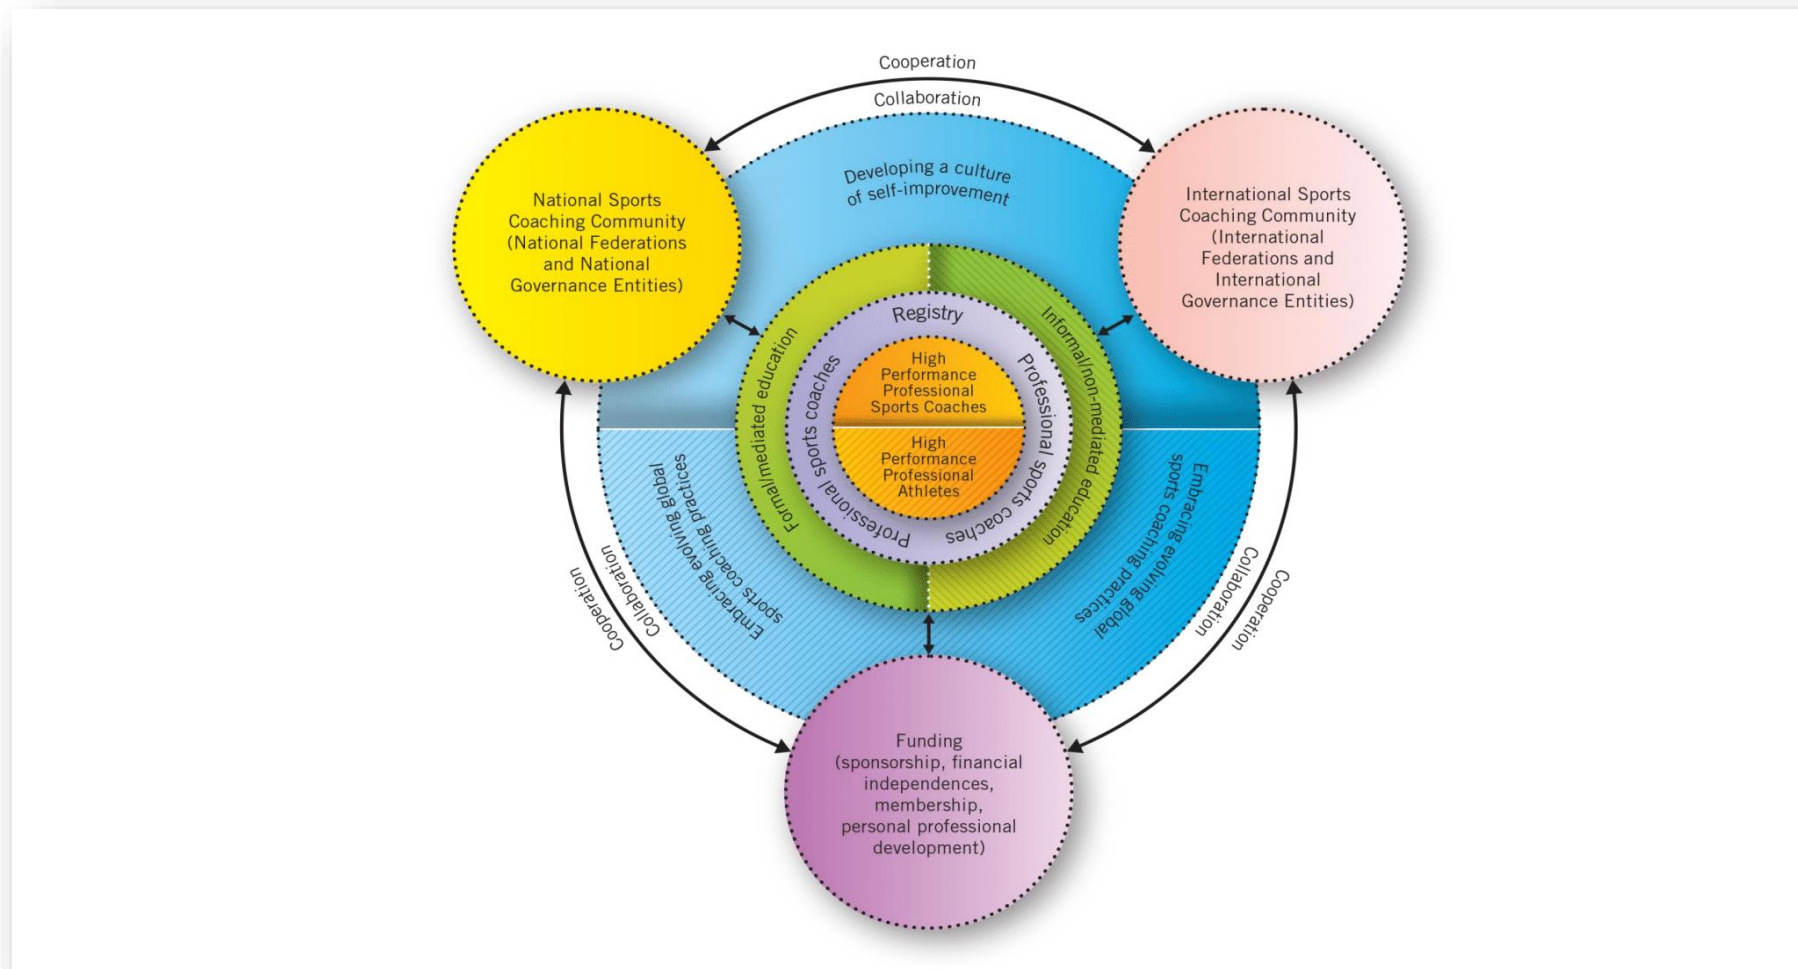 Cooperation
Collaboration
Developing a culture
of self-improvement
National Sports
Coaching Community
(National Federations
and National
Governance Entities)
International Sports
Coaching Community
(International
Federations and
International
Governance Entities)
Formal/mediated education
Informal/non-mediated education
Registry
Professional sports coaches
Professional sports coaches
High
Performance
Professional
Sports Coaches
High
Performance
Professional
Athletes
Embracing evolving global
sports coaching practices
Embracing evolving global
sports coaching practices
Collaboration
Cooperation
Collaboration
Cooperation
Funding
(sponsorship, financial
independences,
membership,
personal professional
development)